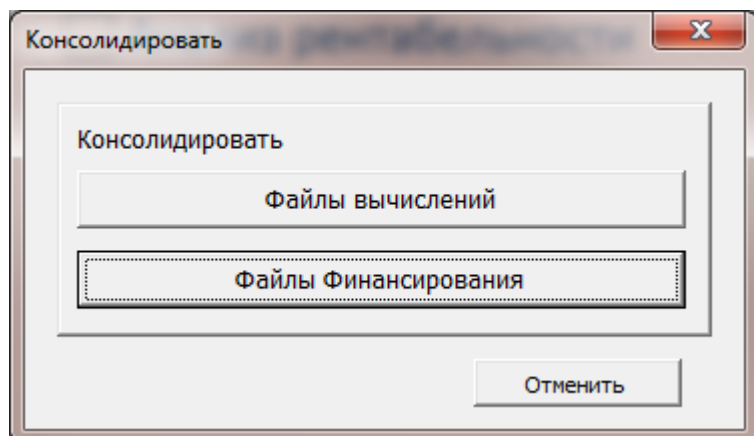 Консолидировать
Консолидировать
Файлы вычислений
Файлы Финансирования
Отменить